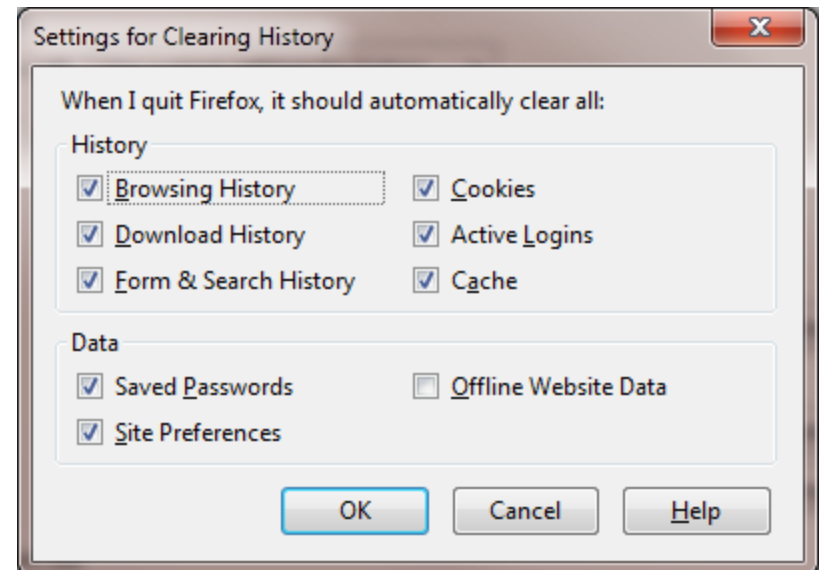 Settings for Clearing History
When I quit Firefox, it should automatically clear all:
History
Browsing History
Cookies
Download History
Active Logins
Form & Search History
Cache
Data
Saved Passwords
Offline Website Data
Site Preferences
OK
Cancel
Help